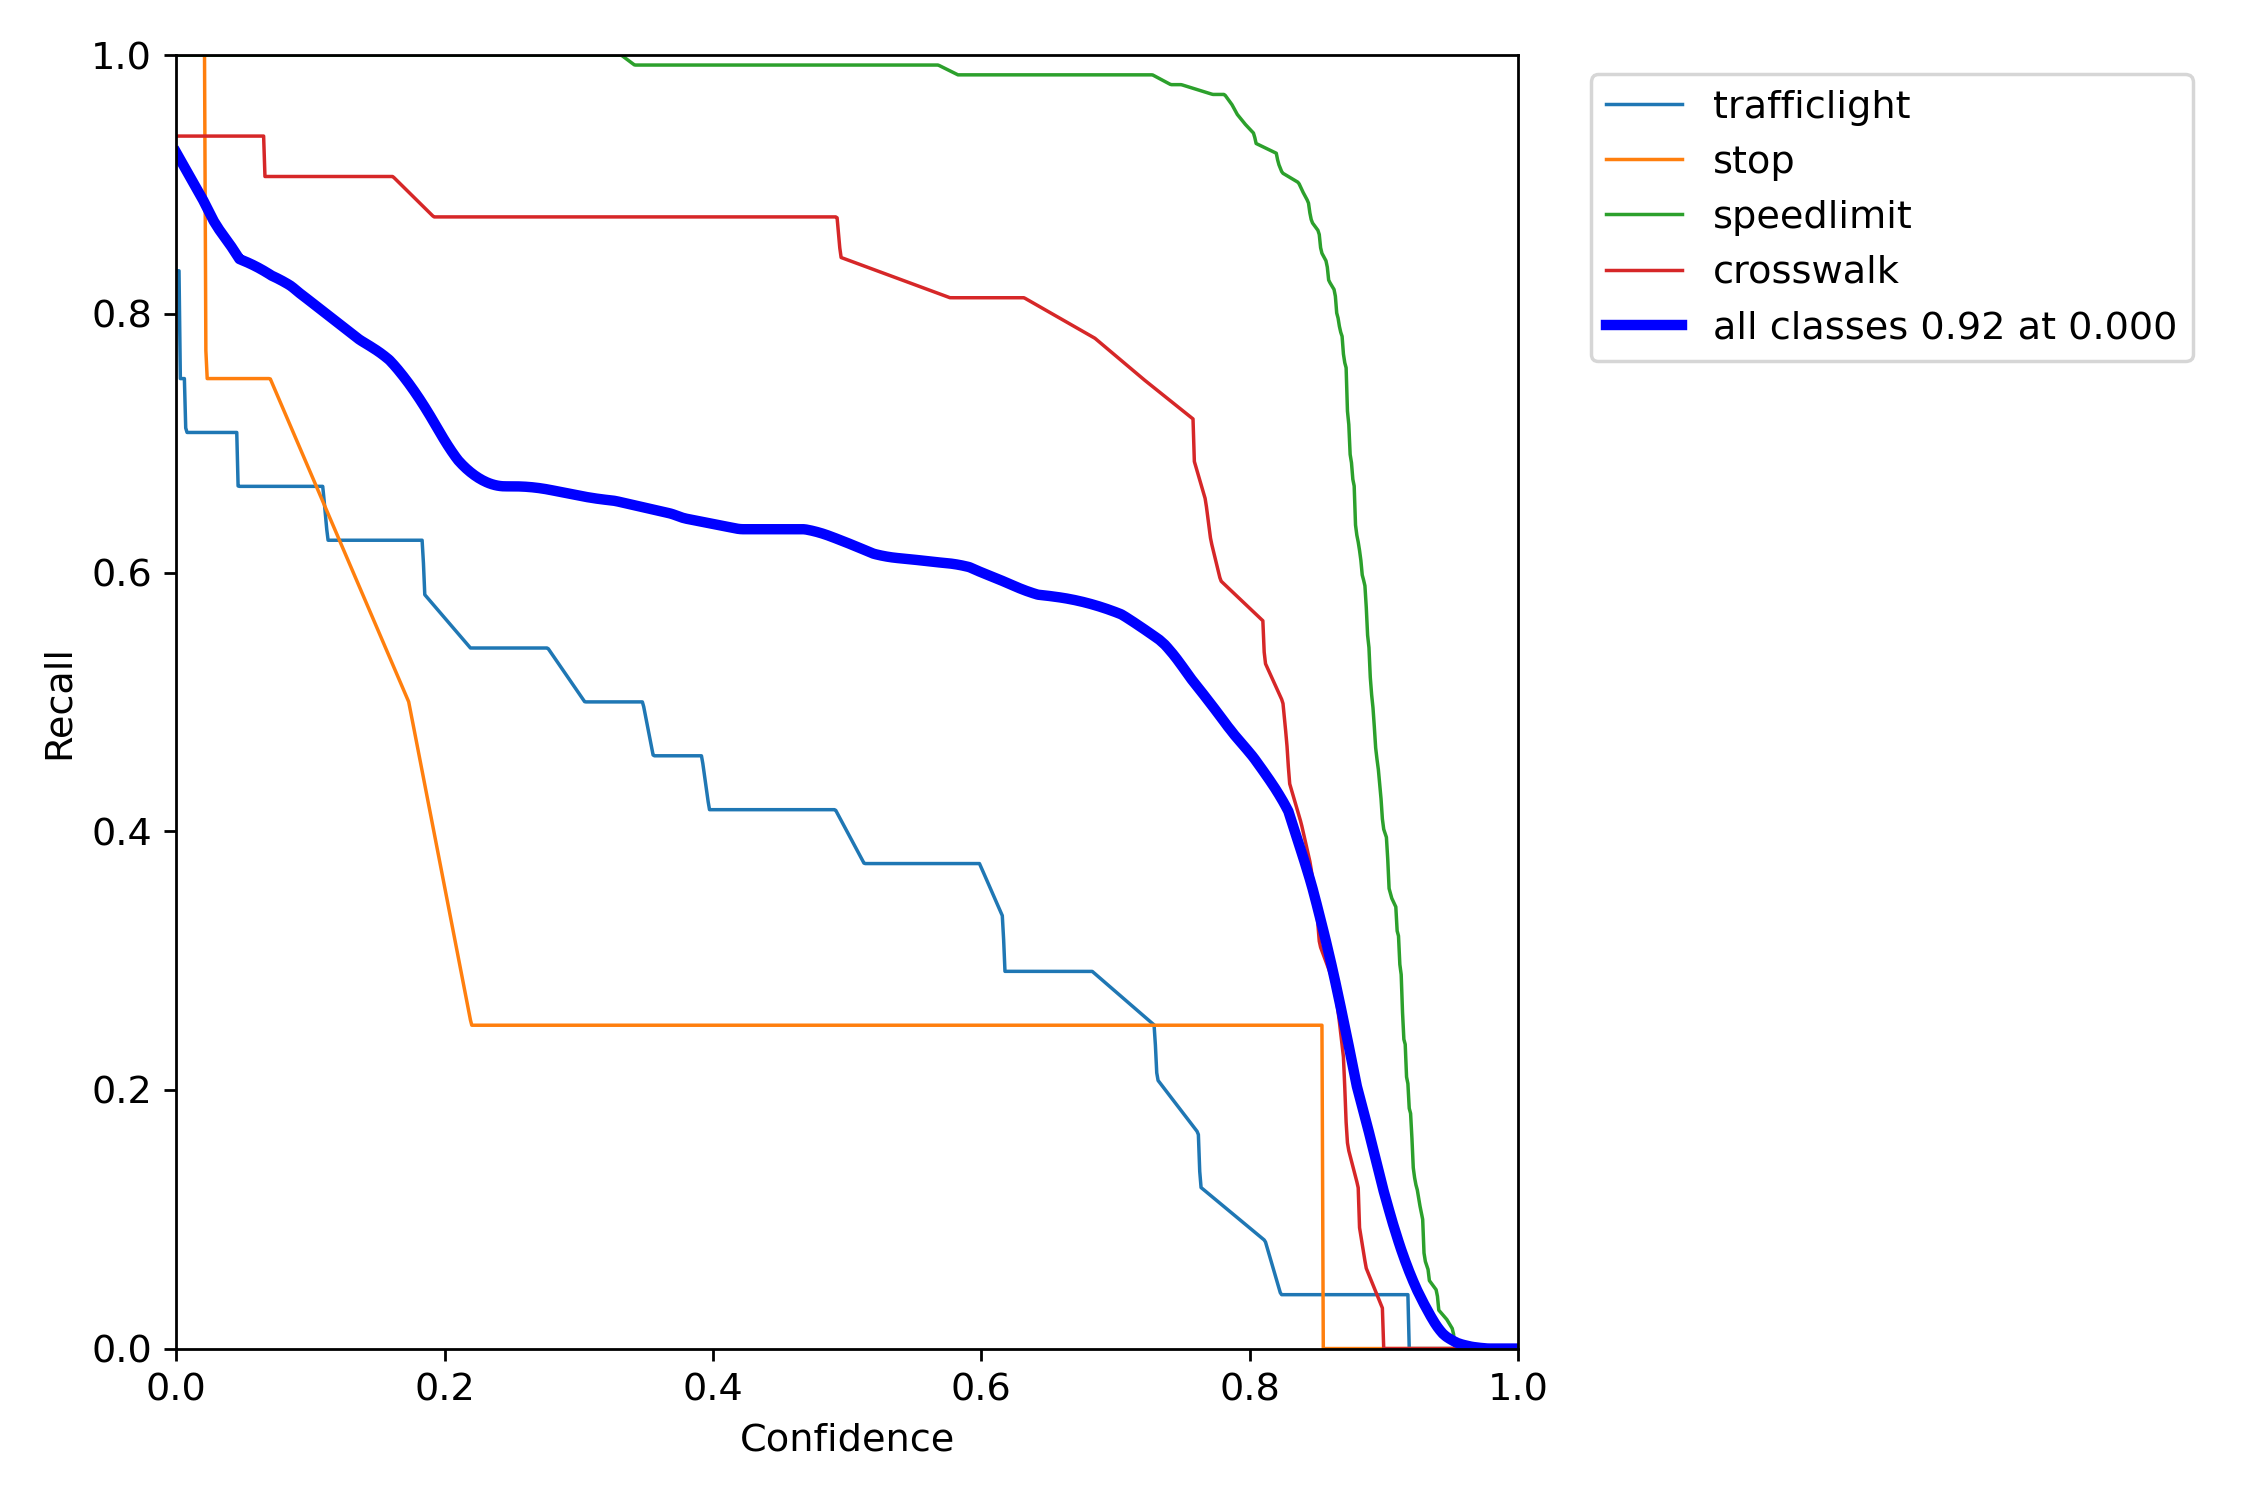 1.0
0.8
0.6
0.4
0.2
0.0
Recall
0.0 0.2 0.4 0.6 0.8 1.0
Confidence
trafficlight
stop
speedlimit
crosswalk
all classes 0.92 at 0.000